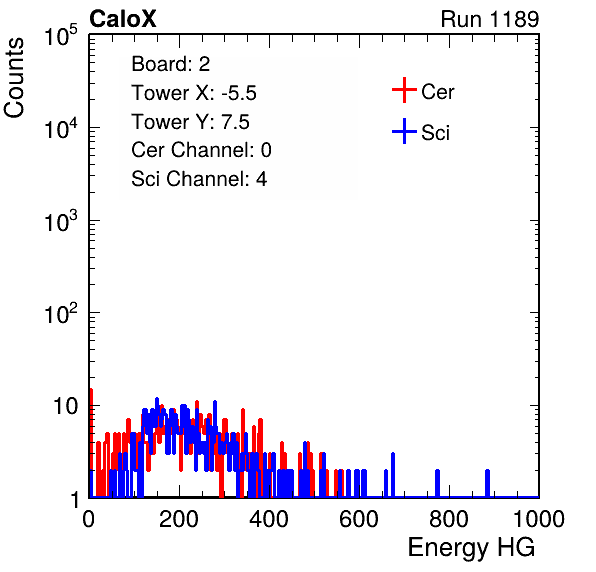 CaloX Run 1189
Counts
Board: 2
Tower X: -5.5
Tower Y: 7.5
Cer Channel: 0
Sci Channel: 4
Cer
Sci
10^5
10^4
10^3
10^2
10
1
0 200 400 600 800 1000
Energy HG